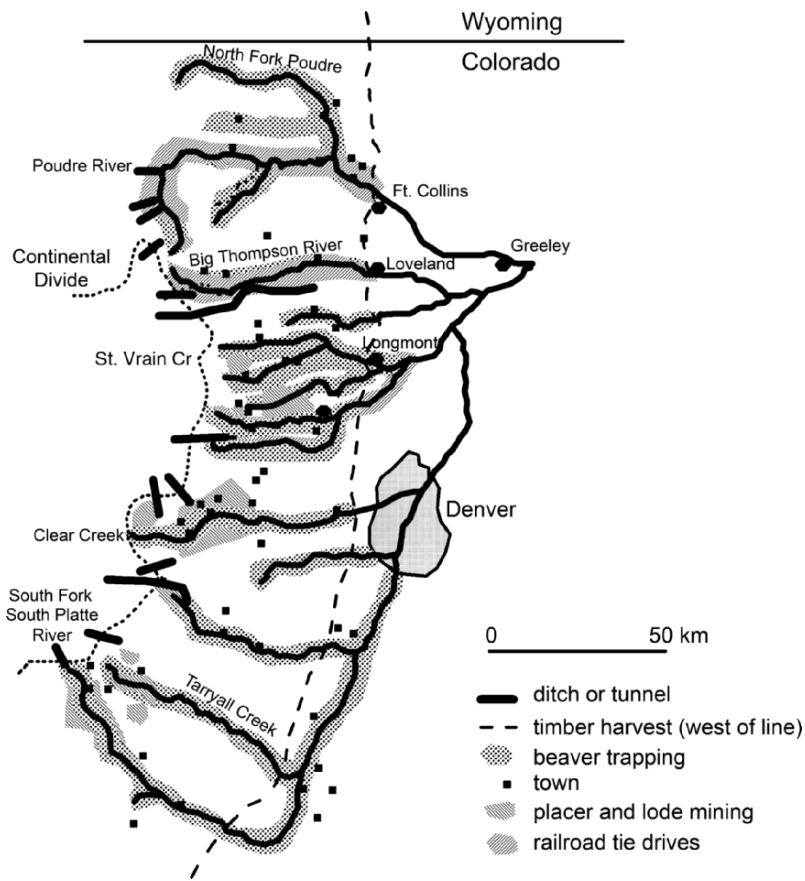 Wyoming
Colorado
North Fork Poudre
Poudre River
Ft. Collins
Continental
Divide
Big Thompson River
Greeley
Loveland
St. Vrain Cr
Longmont
Denver
Clear Creek
South Fork
South Platte
River
Tarryall Creek
0 50 km
ditch or tunnel
timber harvest (west of line)
beaver trapping
town
placer and lode mining
railroad tie drives